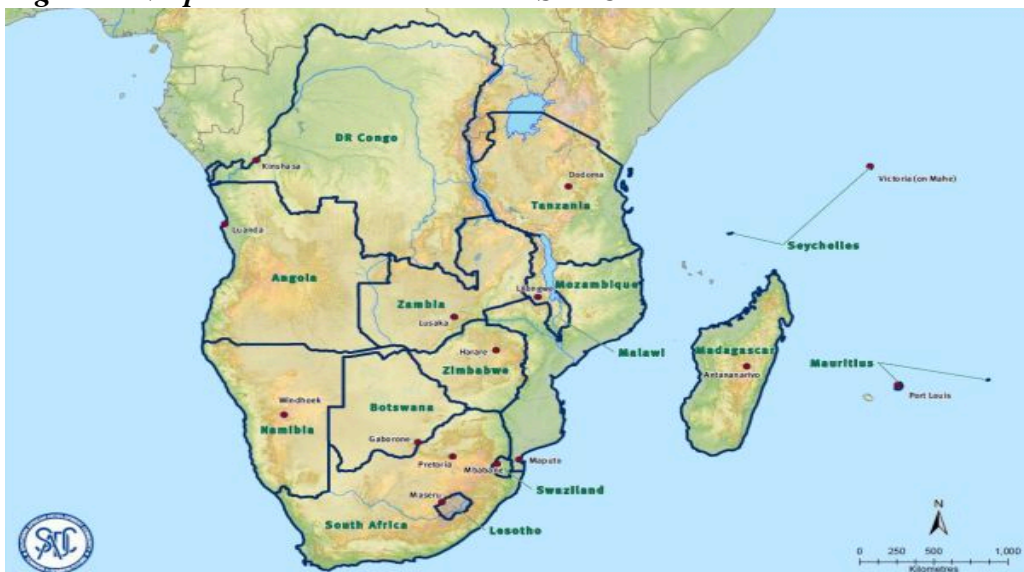 DR Congo
Kinshasa
Dodoma
Tanzania
Victoria (on Mahe)
Seychelles
Luanda
Angola
Mozambique
Zambia
Lusaka
Malawi
Harare
Zimbabwe
Madagascar
Antananarivo
Mauritius
Port Louis
Windhoek
Namibia
Botswana
Gaborone
Pretoria
Mbabane
Maputo
Swaziland
Maseru
South Africa
Lesotho
SADC
N
0 250 500 1,000
Kilometres